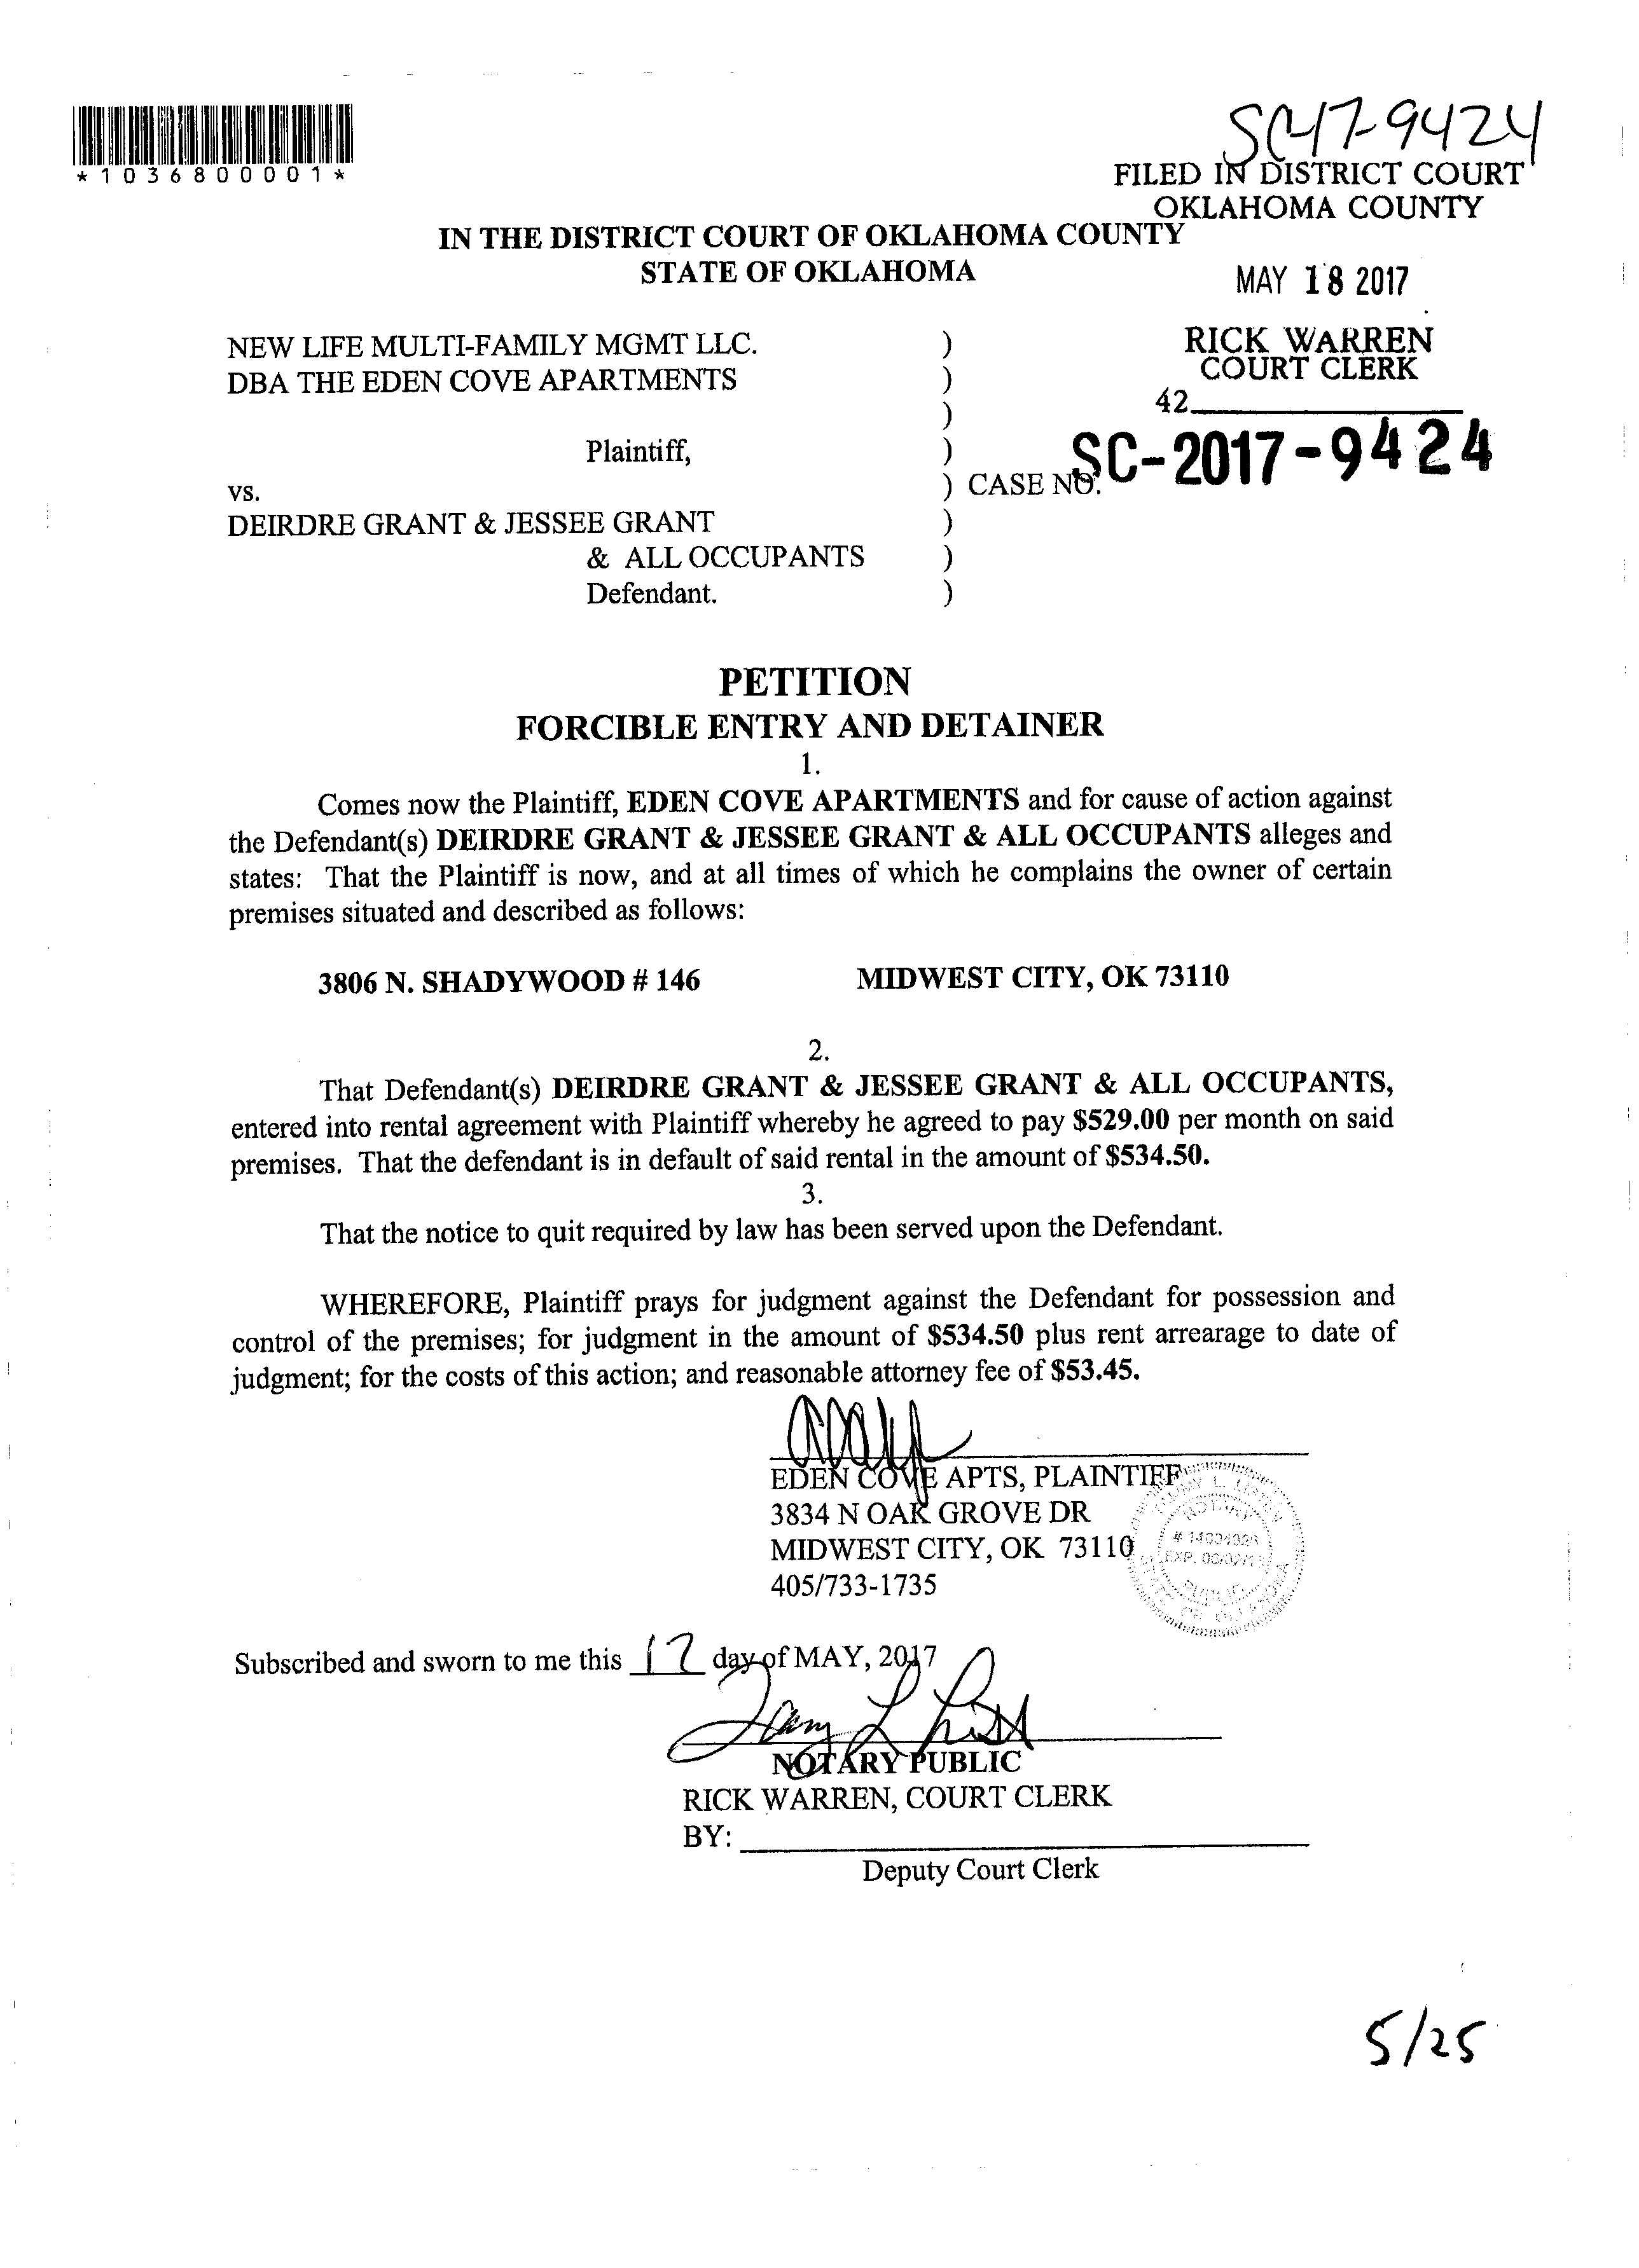 SC-17-9424
*1036800001*
FILED IN DISTRICT COURT
OKLAHOMA COUNTY
IN THE DISTRICT COURT OF OKLAHOMA COUNTY
STATE OF OKLAHOMA
MAY 18 2017
NEW LIFE MULTI-FAMILY MGMT LLC. )
DBA THE EDEN COVE APARTMENTS )
)
RICK WARREN
COURT CLERK
42
Plaintiff, )
vs. ) CASE NO. SC-2017-9424
DEIRDRE GRANT & JESSEE GRANT )
& ALL OCCUPANTS )
Defendant. )
PETITION
FORCIBLE ENTRY AND DETAINER
1.
Comes now the Plaintiff, EDEN COVE APARTMENTS and for cause of action against
the Defendant(s) DEIRDRE GRANT & JESSEE GRANT & ALL OCCUPANTS alleges and
states: That the Plaintiff is now, and at all times of which he complains the owner of certain
premises situated and described as follows:
3806 N. SHADYWOOD # 146 MIDWEST CITY, OK 73110
2.
That Defendant(s) DEIRDRE GRANT & JESSEE GRANT & ALL OCCUPANTS,
entered into rental agreement with Plaintiff whereby he agreed to pay $529.00 per month on said
premises. That the defendant is in default of said rental in the amount of $534.50.
3.
That the notice to quit required by law has been served upon the Defendant.
WHEREFORE, Plaintiff prays for judgment against the Defendant for possession and
control of the premises; for judgment in the amount of $534.50 plus rent arrearage to date of
judgment; for the costs of this action; and reasonable attorney fee of $53.45.
EDEN COVE APTS, PLAINTIFF
3834 N OAK GROVE DR
MIDWEST CITY, OK 73110
405/733-1735
NOTARY
PUBLIC
STATE OF OKLAHOMA
Subscribed and sworn to me this 17 day of MAY, 2017
NOTARY PUBLIC
RICK WARREN, COURT CLERK
BY:
Deputy Court Clerk
5/25